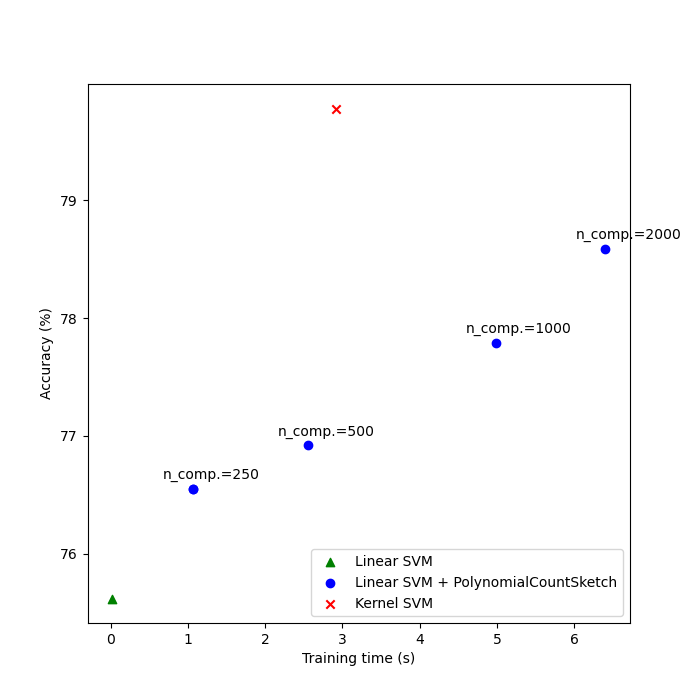 79
78
77
76
Accuracy (%)
n_comp.=2000
n_comp.=1000
n_comp.=500
n_comp.=250
Linear SVM
Linear SVM + PolynomialCountSketch
Kernel SVM
0 1 2 3 4 5 6
Training time (s)